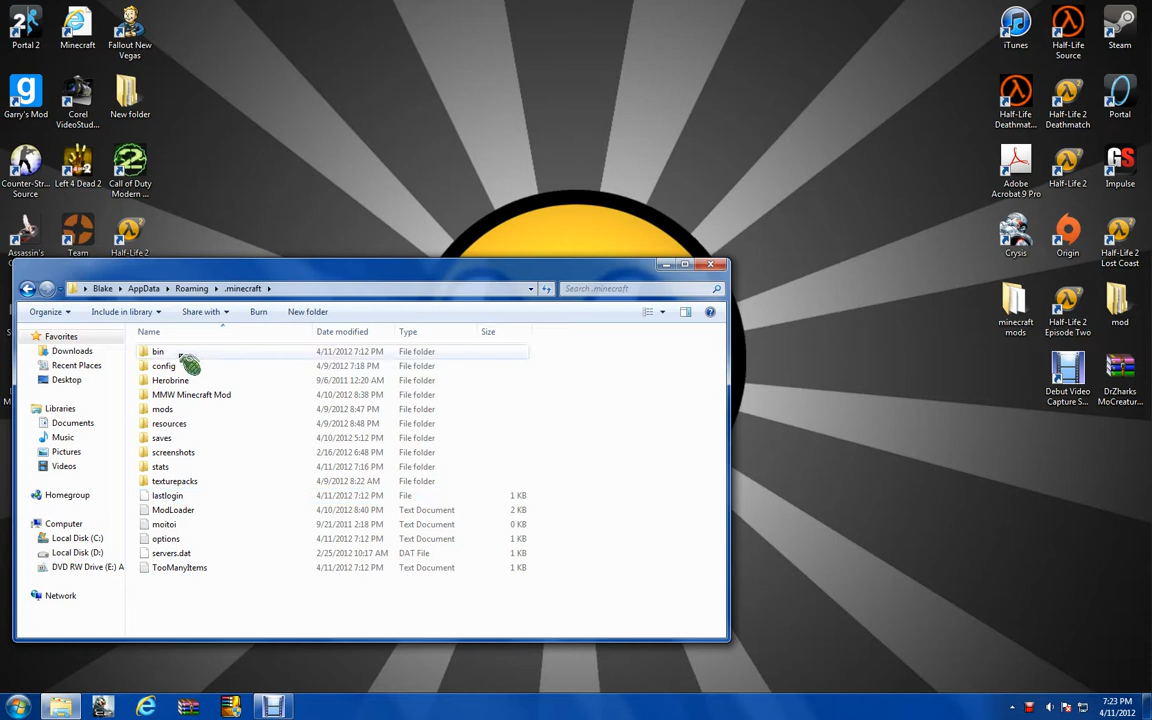 Portal 2
Minecraft
Fallout New Vegas
iTunes
Half-Life Source
Steam
Garry's Mod
Corel VideoStud...
New folder
Half-Life Deathmat...
Half-Life 2 Deathmatch
Portal
Counter-Str... Source
Left 4 Dead 2
Call of Duty Modern ...
Adobe Acrobat 9 Pro
Half-Life 2
Impulse
Assassin's
Team
Half-Life 2
Crysis
Origin
Half-Life 2 Lost Coast
minecraft mods
Half-Life 2 Episode Two
mod
Debut Video Capture S...
DrZharks MoCreatur...
Blake AppData Roaming .minecraft
Search .minecraft
Organize Include in library Share with Burn New folder
Name Date modified Type Size
Favorites
Downloads
Recent Places
Desktop
Libraries
Documents
Music
Pictures
Videos
Homegroup
Computer
Local Disk (C:)
Local Disk (D:)
DVD RW Drive (E:) A
Network
bin 4/11/2012 7:12 PM File folder
config 4/9/2012 7:18 PM File folder
Herobrine 9/6/2011 12:20 AM File folder
MMW Minecraft Mod 4/10/2012 8:38 PM File folder
mods 4/9/2012 8:47 PM File folder
resources 4/9/2012 8:48 PM File folder
saves 4/10/2012 5:12 PM File folder
screenshots 2/16/2012 6:48 PM File folder
stats 4/11/2012 7:16 PM File folder
texturepacks 4/9/2012 8:22 AM File folder
lastlogin 4/11/2012 7:12 PM File 1 KB
ModLoader 4/10/2012 8:40 PM Text Document 2 KB
moitoi 9/21/2011 2:18 PM Text Document 0 KB
options 4/11/2012 7:12 PM Text Document 1 KB
servers.dat 2/25/2012 10:17 AM DAT File 1 KB
TooManyItems 4/11/2012 7:12 PM Text Document 1 KB
7:23 PM
4/11/2012